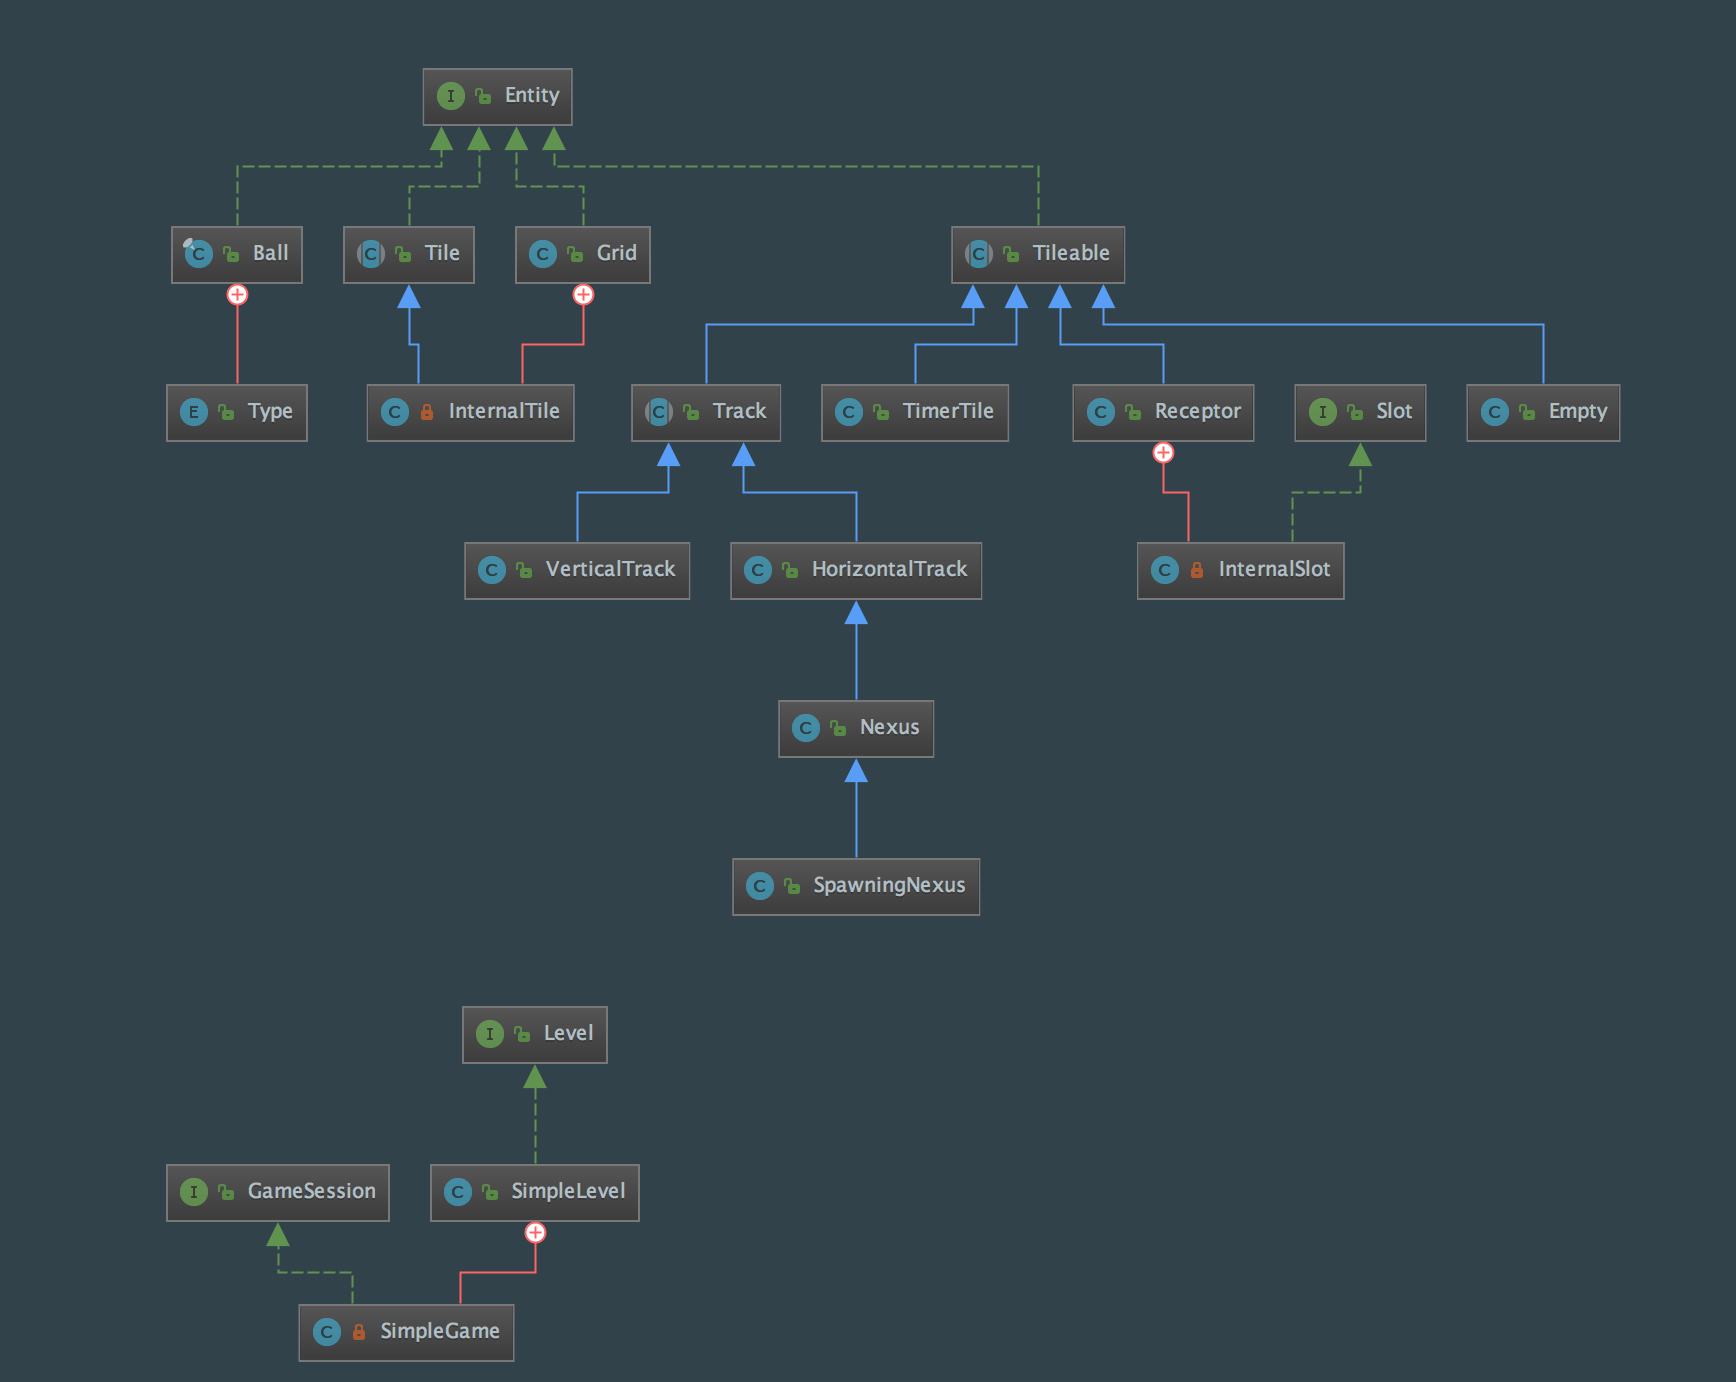 I Entity
C Ball
C Tile
C Grid
C Tileable
E Type
C InternalTile
C Track
C TimerTile
C Receptor
I Slot
C Empty
C VerticalTrack
C HorizontalTrack
C InternalSlot
C Nexus
C SpawningNexus
I Level
I GameSession
C SimpleLevel
C SimpleGame